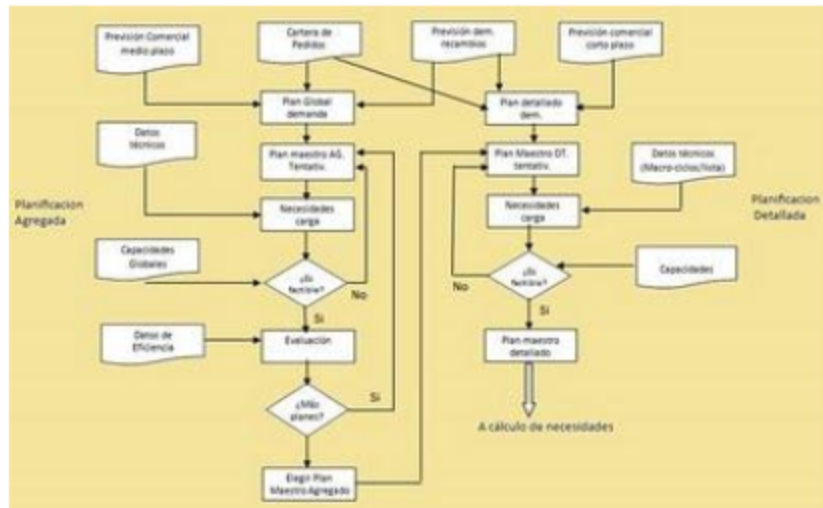 Previsión Comercial
medio plazo
Cartera de
Pedidos
Previsión dem.
recambios
Previsión comercial
corto plazo
Plan Global
demanda
Plan detallado
dem.
Datos
técnicos
Plan maestro AG.
Tentativ.
Plan Maestro DT.
tentativ.
Datos técnicos
(Macro-ciclos/lista)
Planificacion
Agregada
Necesidades
carga
Necesidades
carga
Planificacion
Detallada
Capacidades
Globales
¿Es
factible?
No
No
¿Es
factible?
Capacidades
Si
Si
Datos de
Eficiencia
Evaluación
Plan maestro
detallado
¿Más
planes?
Si
A cálculo de necesidades
Elegir Plan
Maestro Agregado